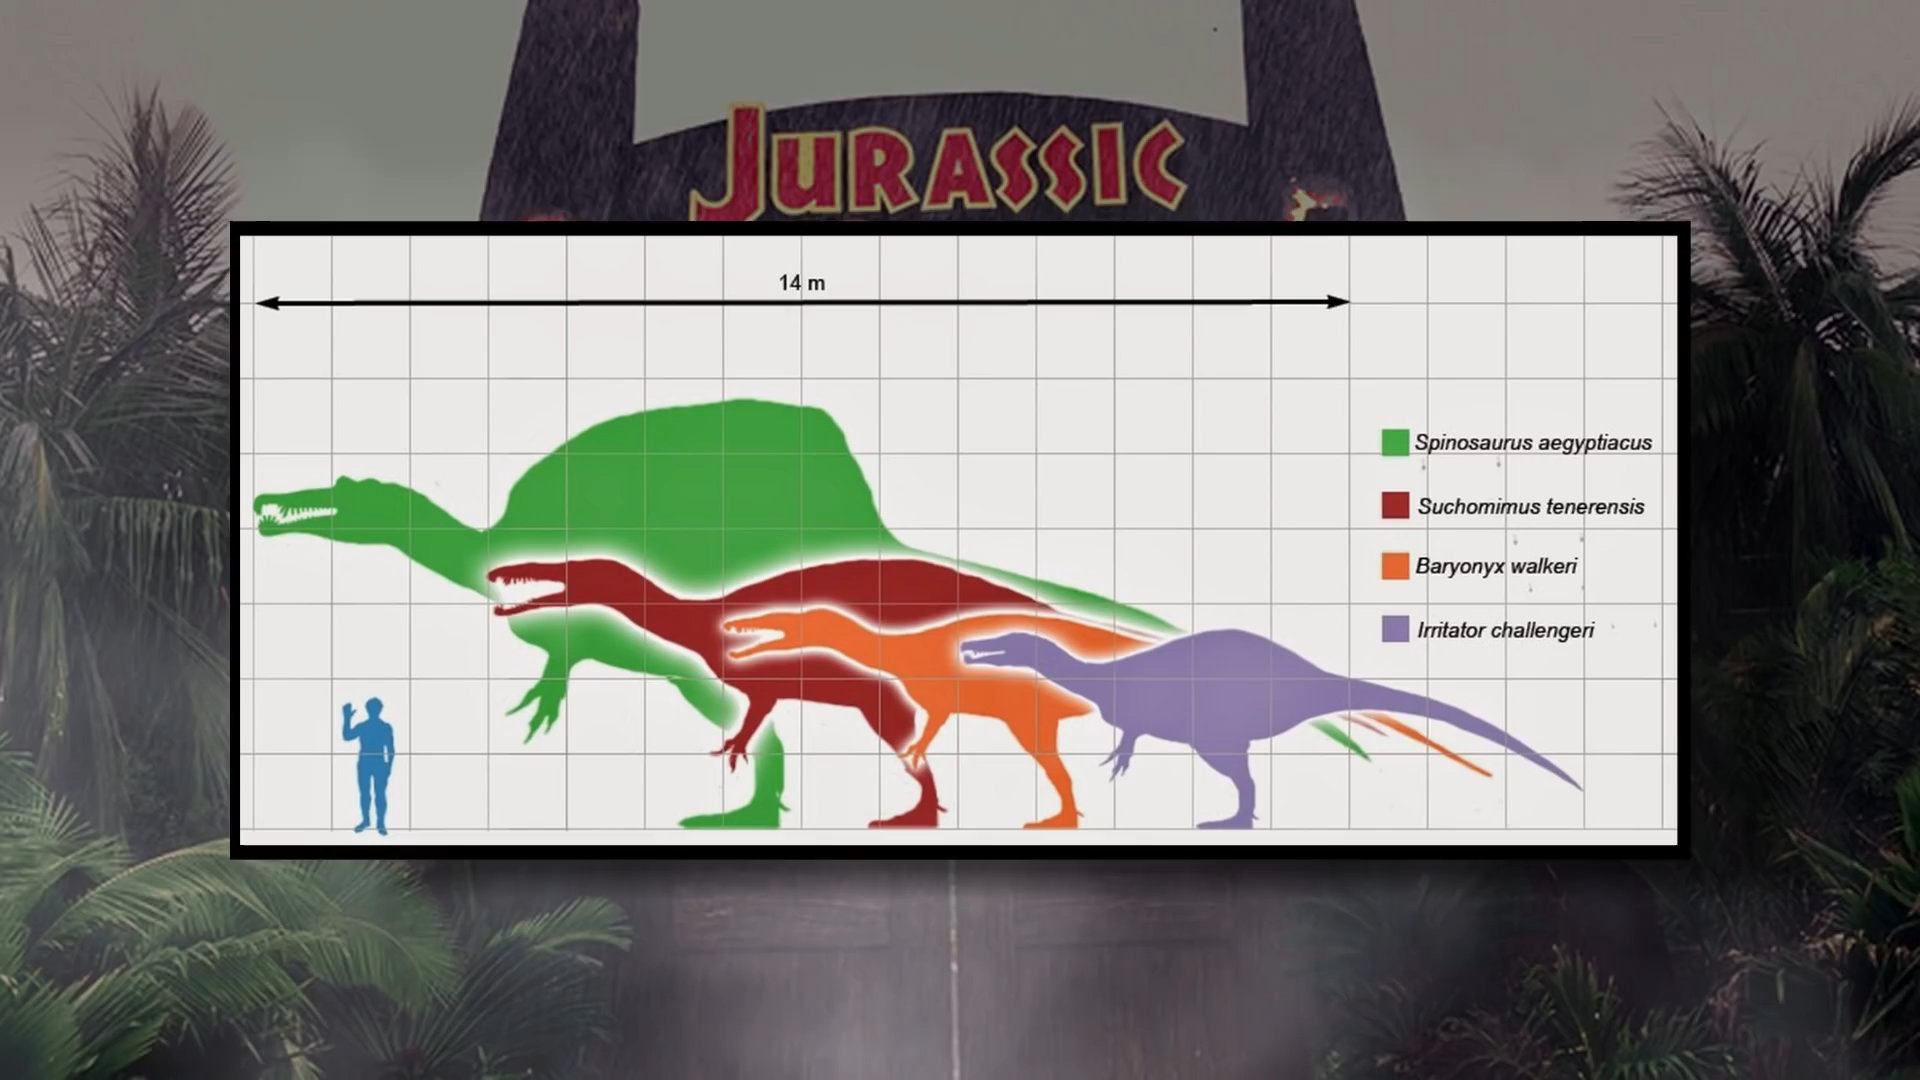 JURASSIC
14 m
Spinosaurus aegyptiacus
Suchomimus tenerensis
Baryonyx walkeri
Irritator challengeri